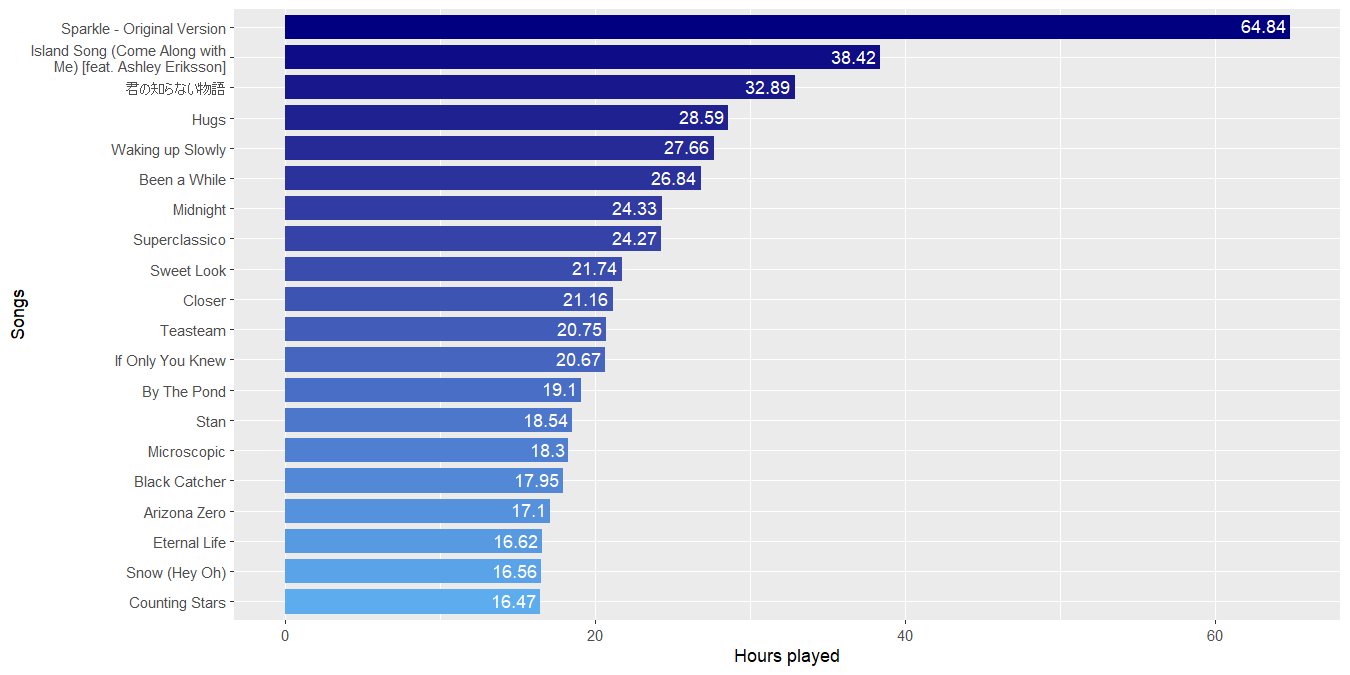 Sparkle - Original Version
64.84
Island Song (Come Along with
Me) [feat. Ashley Eriksson]
38.42
君の知らない物語
32.89
Hugs
28.59
Waking up Slowly
27.66
Been a While
26.84
Midnight
24.33
Superclassico
24.27
Sweet Look
21.74
Closer
21.16
Teasteam
20.75
If Only You Knew
20.67
By The Pond
19.1
Stan
18.54
Microscopic
18.3
Black Catcher
17.95
Arizona Zero
17.1
Eternal Life
16.62
Snow (Hey Oh)
16.56
Counting Stars
16.47
Songs
0 20 40 60
Hours played